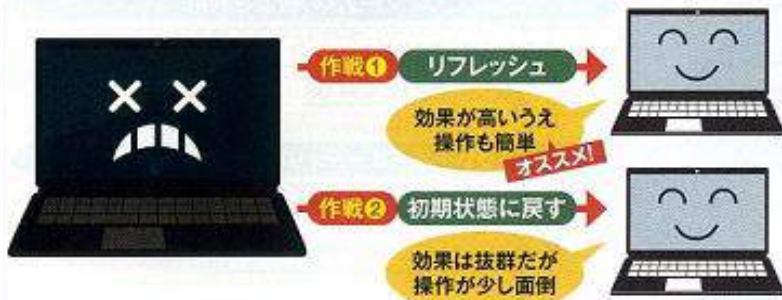 作戦❶ リフレッシュ
効果が高いうえ
操作も簡単
オススメ!
作戦❷ 初期状態に戻す
効果は抜群だが
操作が少し面倒